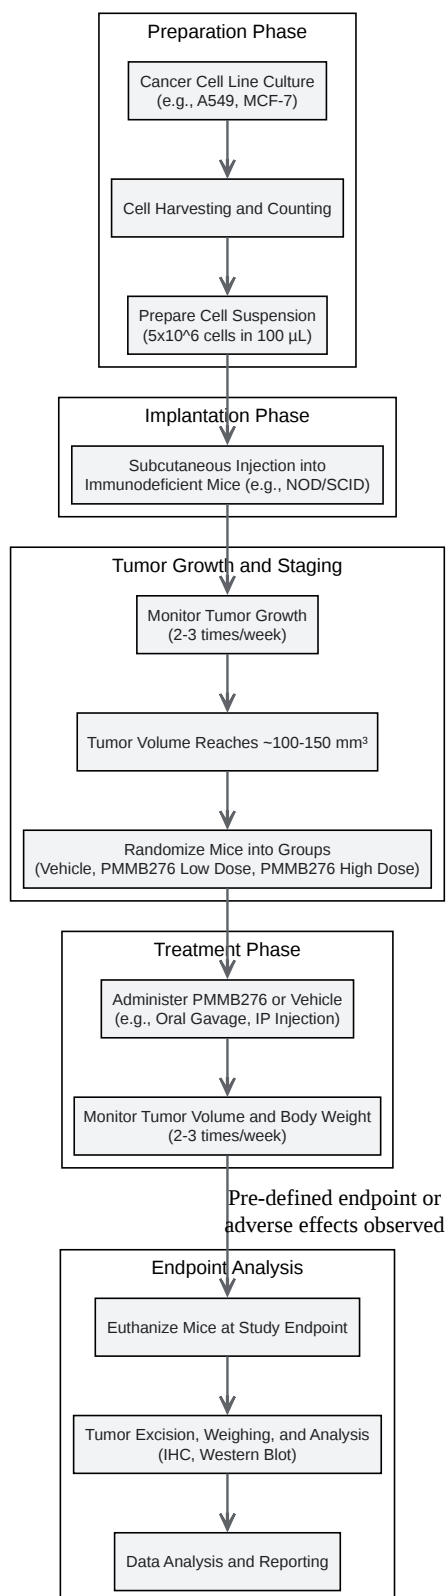 Preparation Phase
Cancer Cell Line Culture
(e.g., A549, MCF-7)
Cell Harvesting and Counting
Prepare Cell Suspension
(5x10^6 cells in 100 µL)
Implantation Phase
Subcutaneous Injection into
Immunodeficient Mice (e.g., NOD/SCID)
Tumor Growth and Staging
Monitor Tumor Growth
(2-3 times/week)
Tumor Volume Reaches ~100-150 mm³
Randomize Mice into Groups
(Vehicle, PMMB276 Low Dose, PMMB276 High Dose)
Treatment Phase
Administer PMMB276 or Vehicle
(e.g., Oral Gavage, IP Injection)
Monitor Tumor Volume and Body Weight
(2-3 times/week)
Pre-defined endpoint or
adverse effects observed
Endpoint Analysis
Euthanize Mice at Study Endpoint
Tumor Excision, Weighing, and Analysis
(IHC, Western Blot)
Data Analysis and Reporting